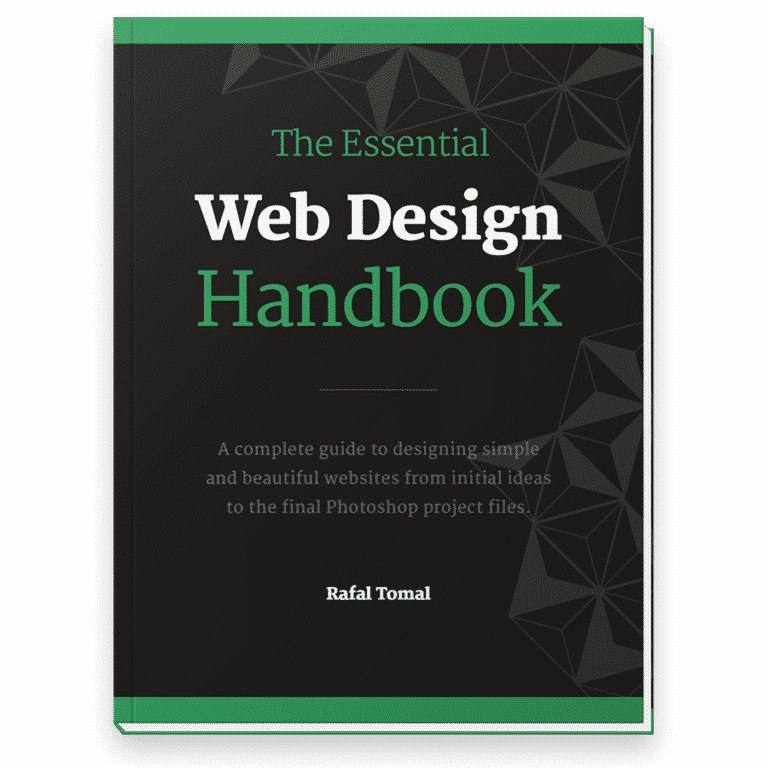 The Essential
Web Design
Handbook
A complete guide to designing simple
and beautiful websites from initial ideas
to the final Photoshop project files.
Rafal Tomal